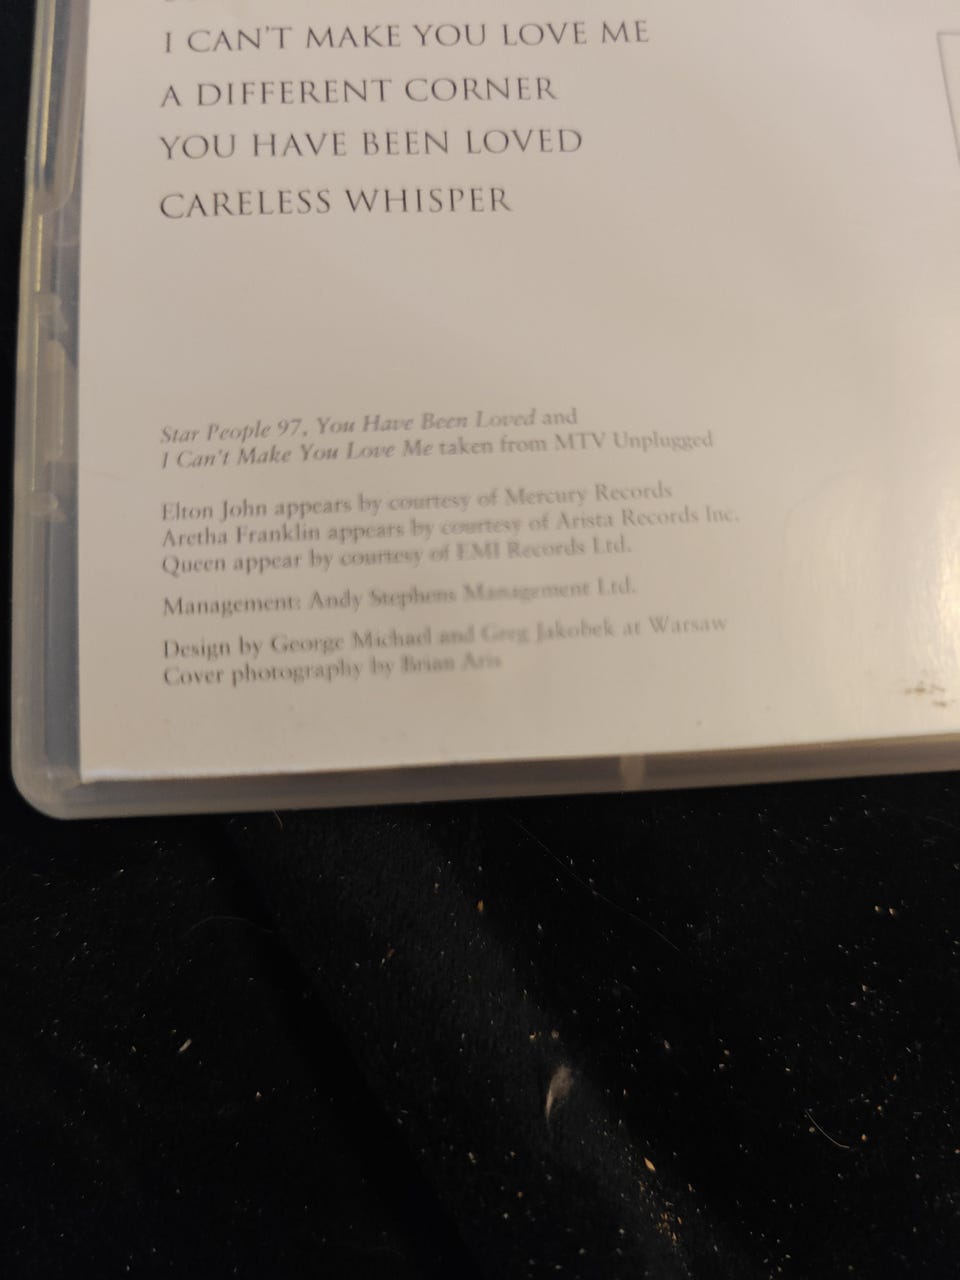 I CAN'T MAKE YOU LOVE ME
A DIFFERENT CORNER
YOU HAVE BEEN LOVED
CARELESS WHISPER
Star People 97, You Have Been Loved and
I Can't Make You Love Me taken from MTV Unplugged
Elton John appears by courtesy of Mercury Records
Aretha Franklin appears by courtesy of Arista Records Inc.
Queen appear by courtesy of EMI Records Ltd.
Management: Andy Stephens Management Ltd.
Design by George Michael and Greg Jakobek at Warsaw
Cover photography by Brian Aris